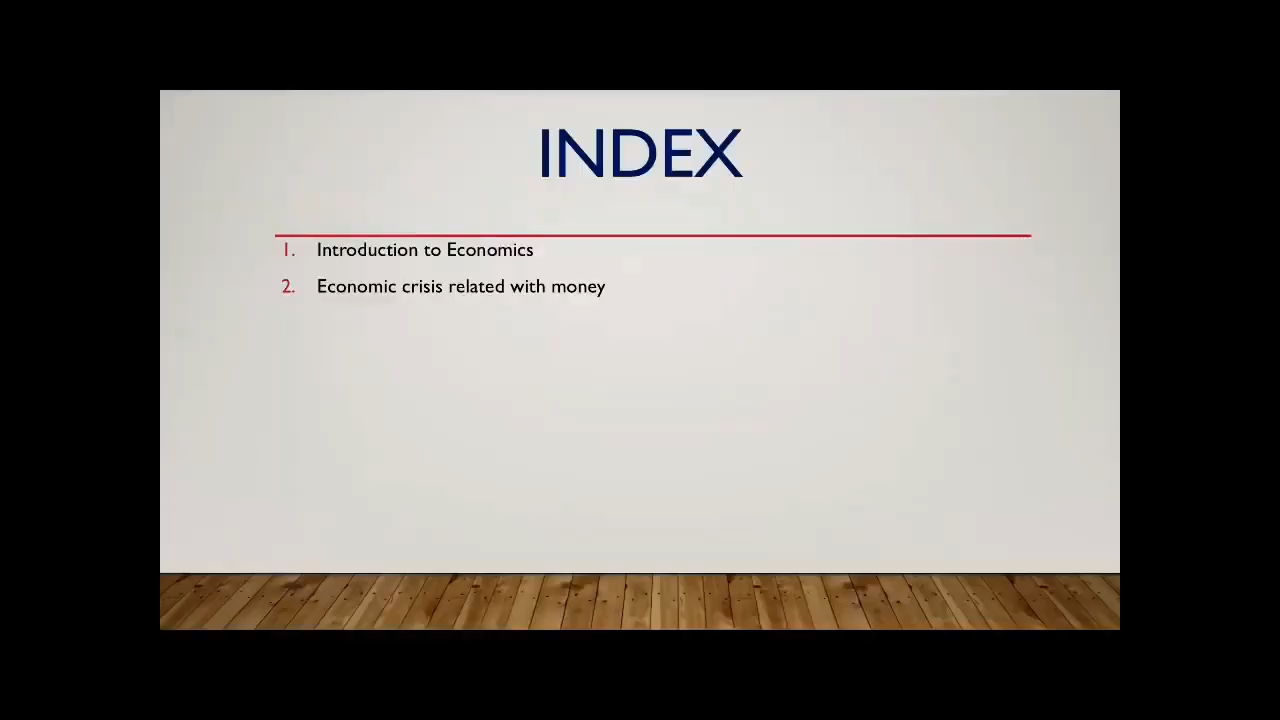 INDEX
1. Introduction to Economics
2. Economic crisis related with money